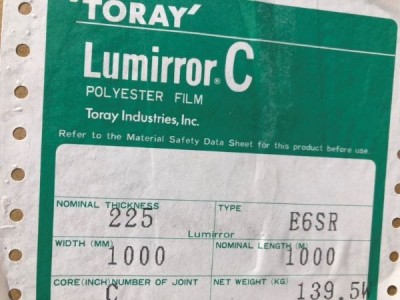 'TORAY'
Lumirror® C
POLYESTER FILM
Toray Industries, Inc.
Refer to the Material Safety Data Sheet for this product before use.
NOMINAL THICKNESS TYPE
225 E6SR
Lumirror
WIDTH (MM) NOMINAL LENGTH (M)
1000 1000
CORE(INCH) NUMBER OF JOINT NET WEIGHT (KG)
139.5